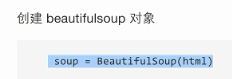 创建 beautifulsoup 对象
soup = BeautifulSoup(html)